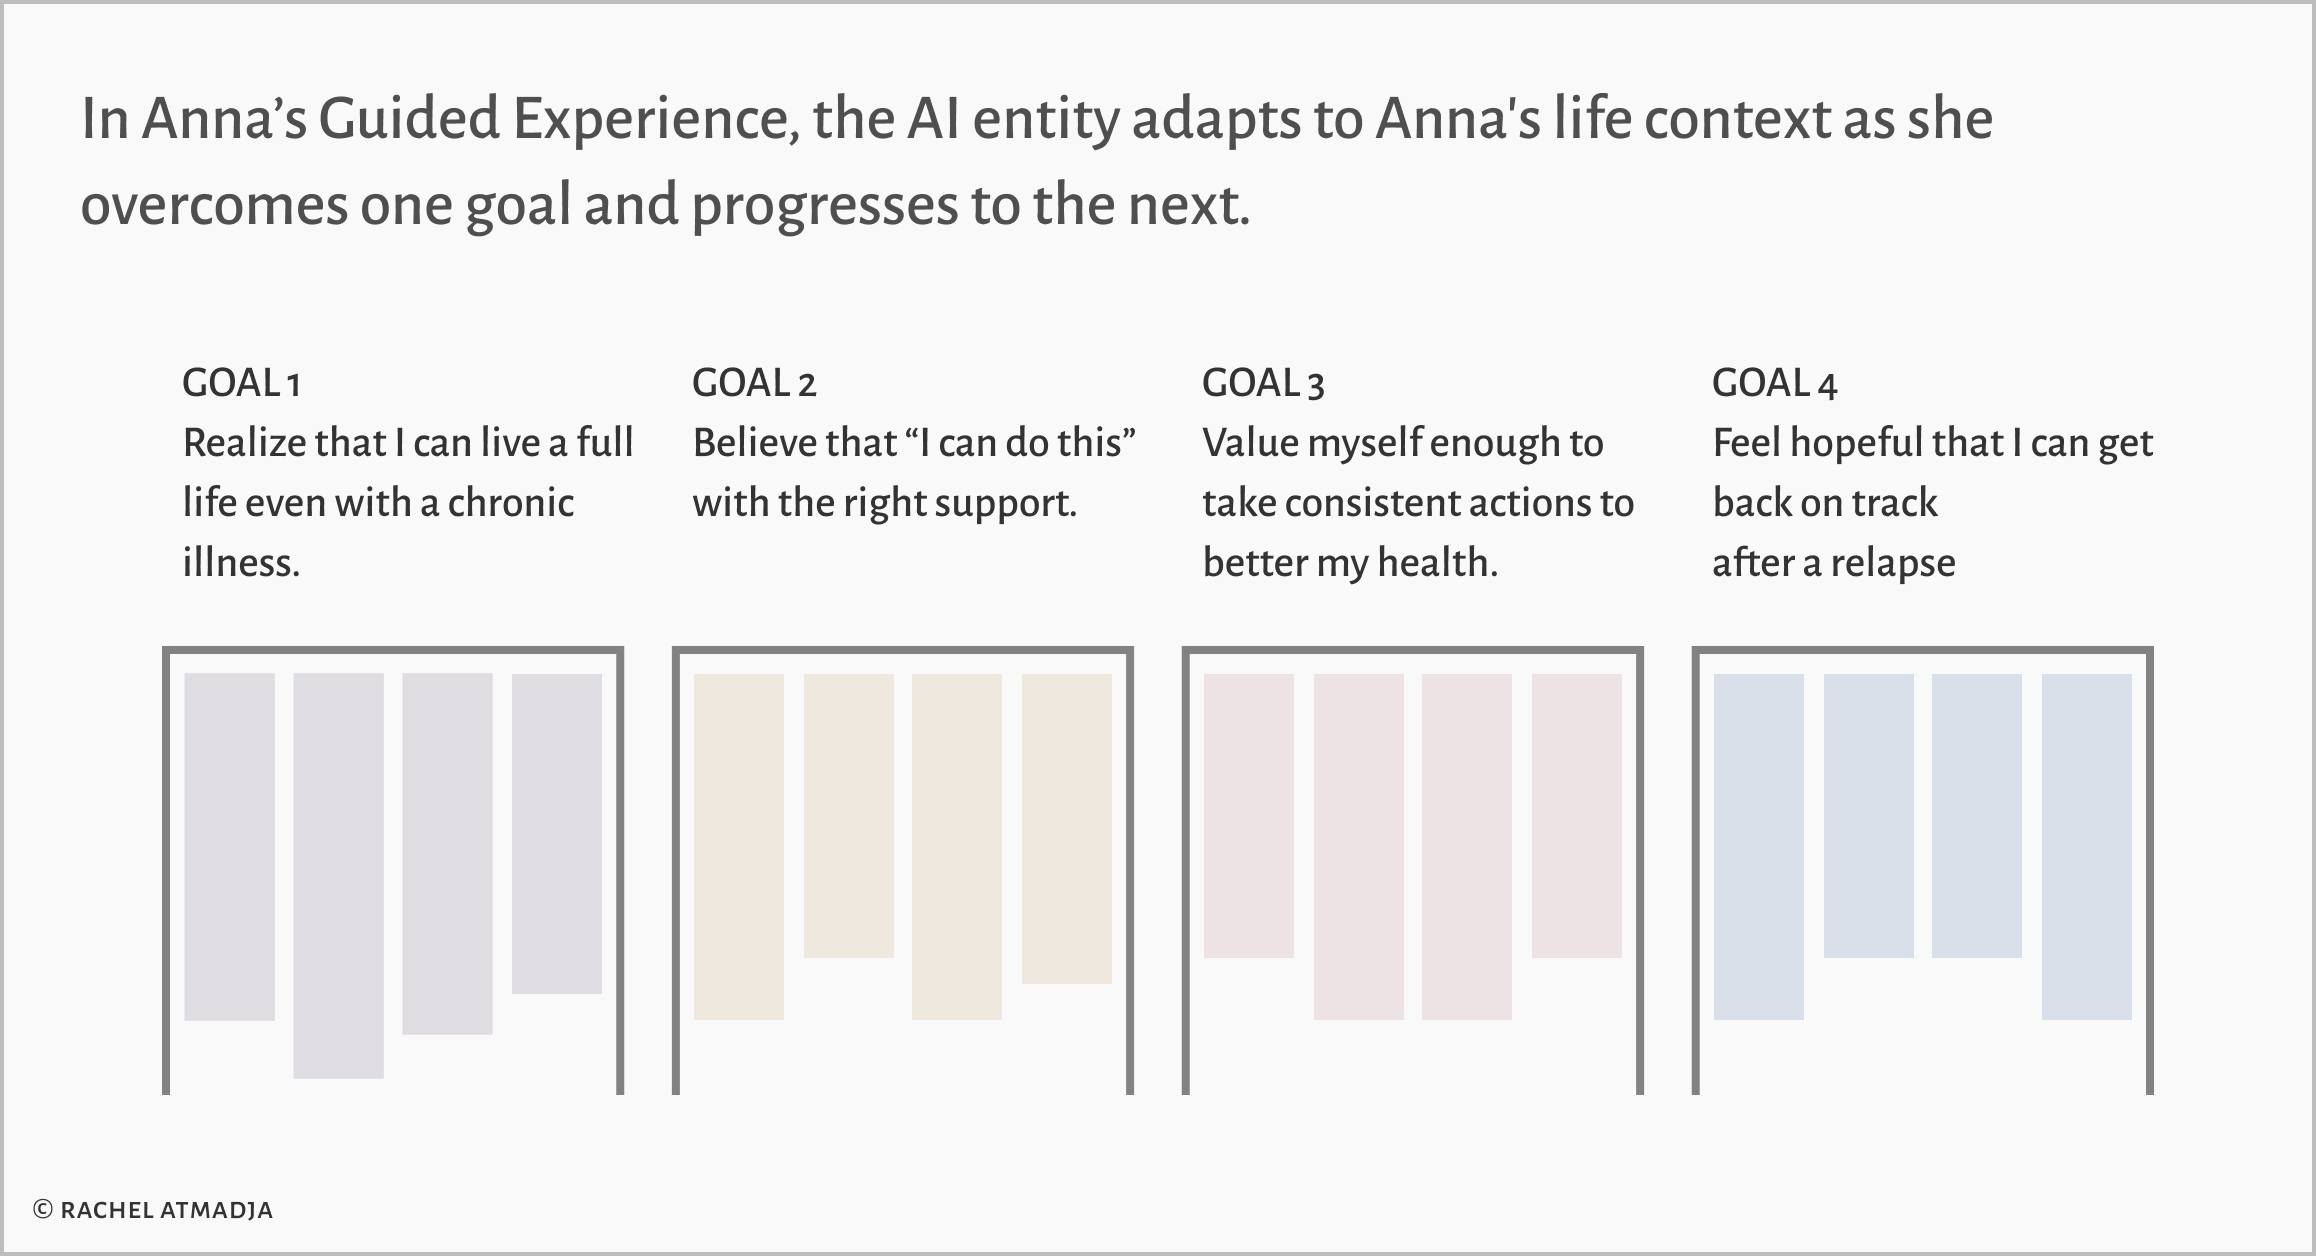 In Anna’s Guided Experience, the AI entity adapts to Anna's life context as she
overcomes one goal and progresses to the next.
GOAL 1
Realize that I can live a full
life even with a chronic
illness.
GOAL 2
Believe that “I can do this”
with the right support.
GOAL 3
Value myself enough to
take consistent actions to
better my health.
GOAL 4
Feel hopeful that I can get
back on track
after a relapse
© RACHEL ATMADJA